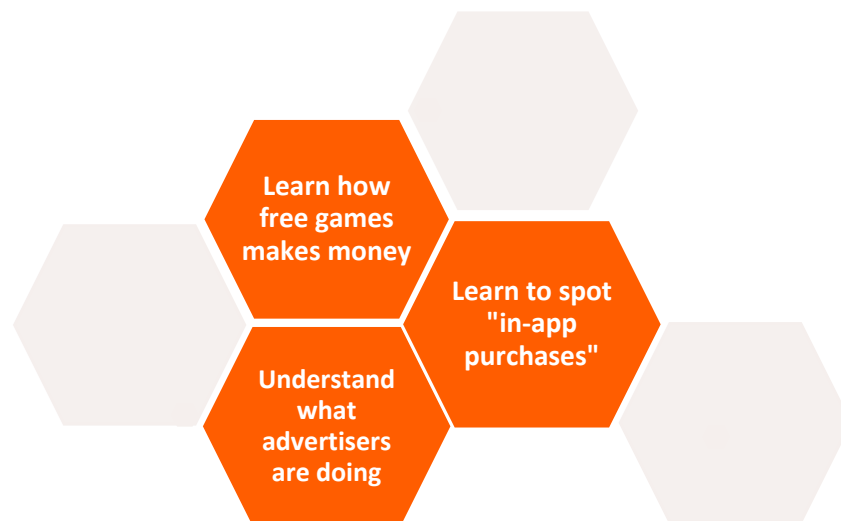 Learn how
free games
makes money
Learn to spot
"in-app
purchases"
Understand
what
advertisers
are doing